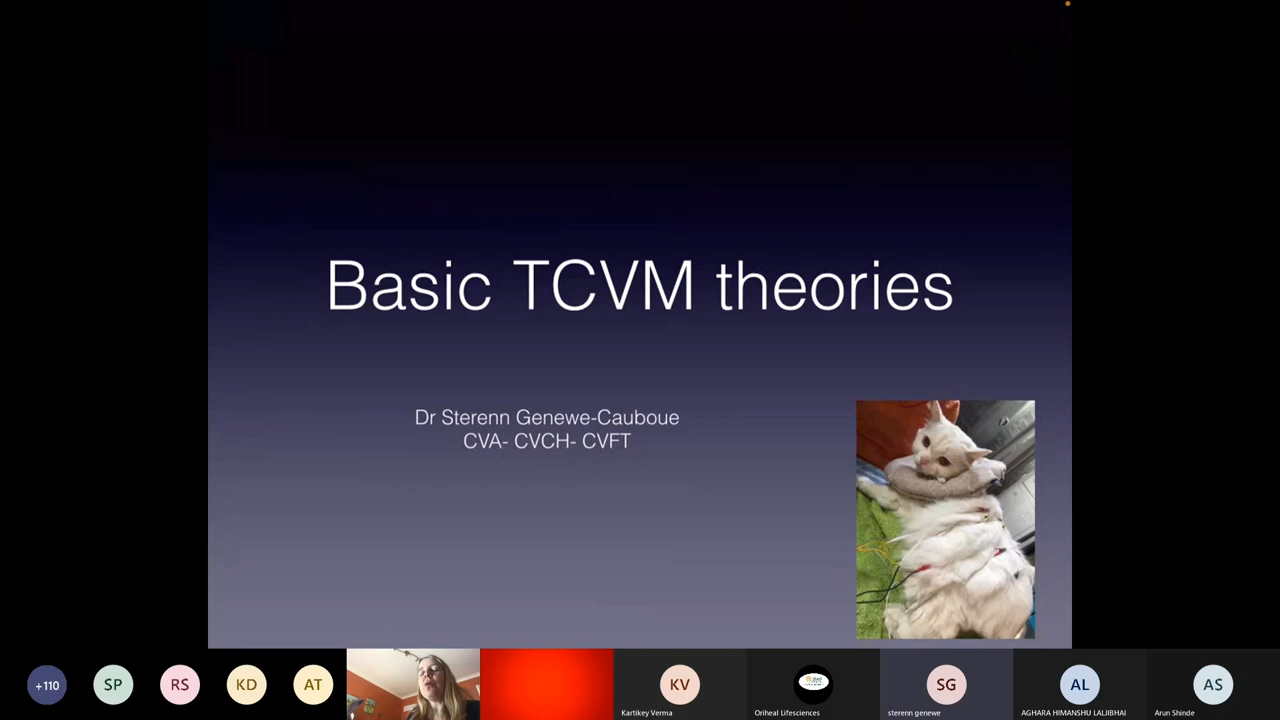 Basic TCVM theories
Dr Sterenn Genewe-Cauboue
CVA- CVCH- CVFT
+110
SP
RS
KD
AT
KV
SG
AL
AS
Kartikey Verma
Oriheal Lifesciences
sterenn genewe
AGHARA HIMANSHU LALJIBHAI
Arun Shinde